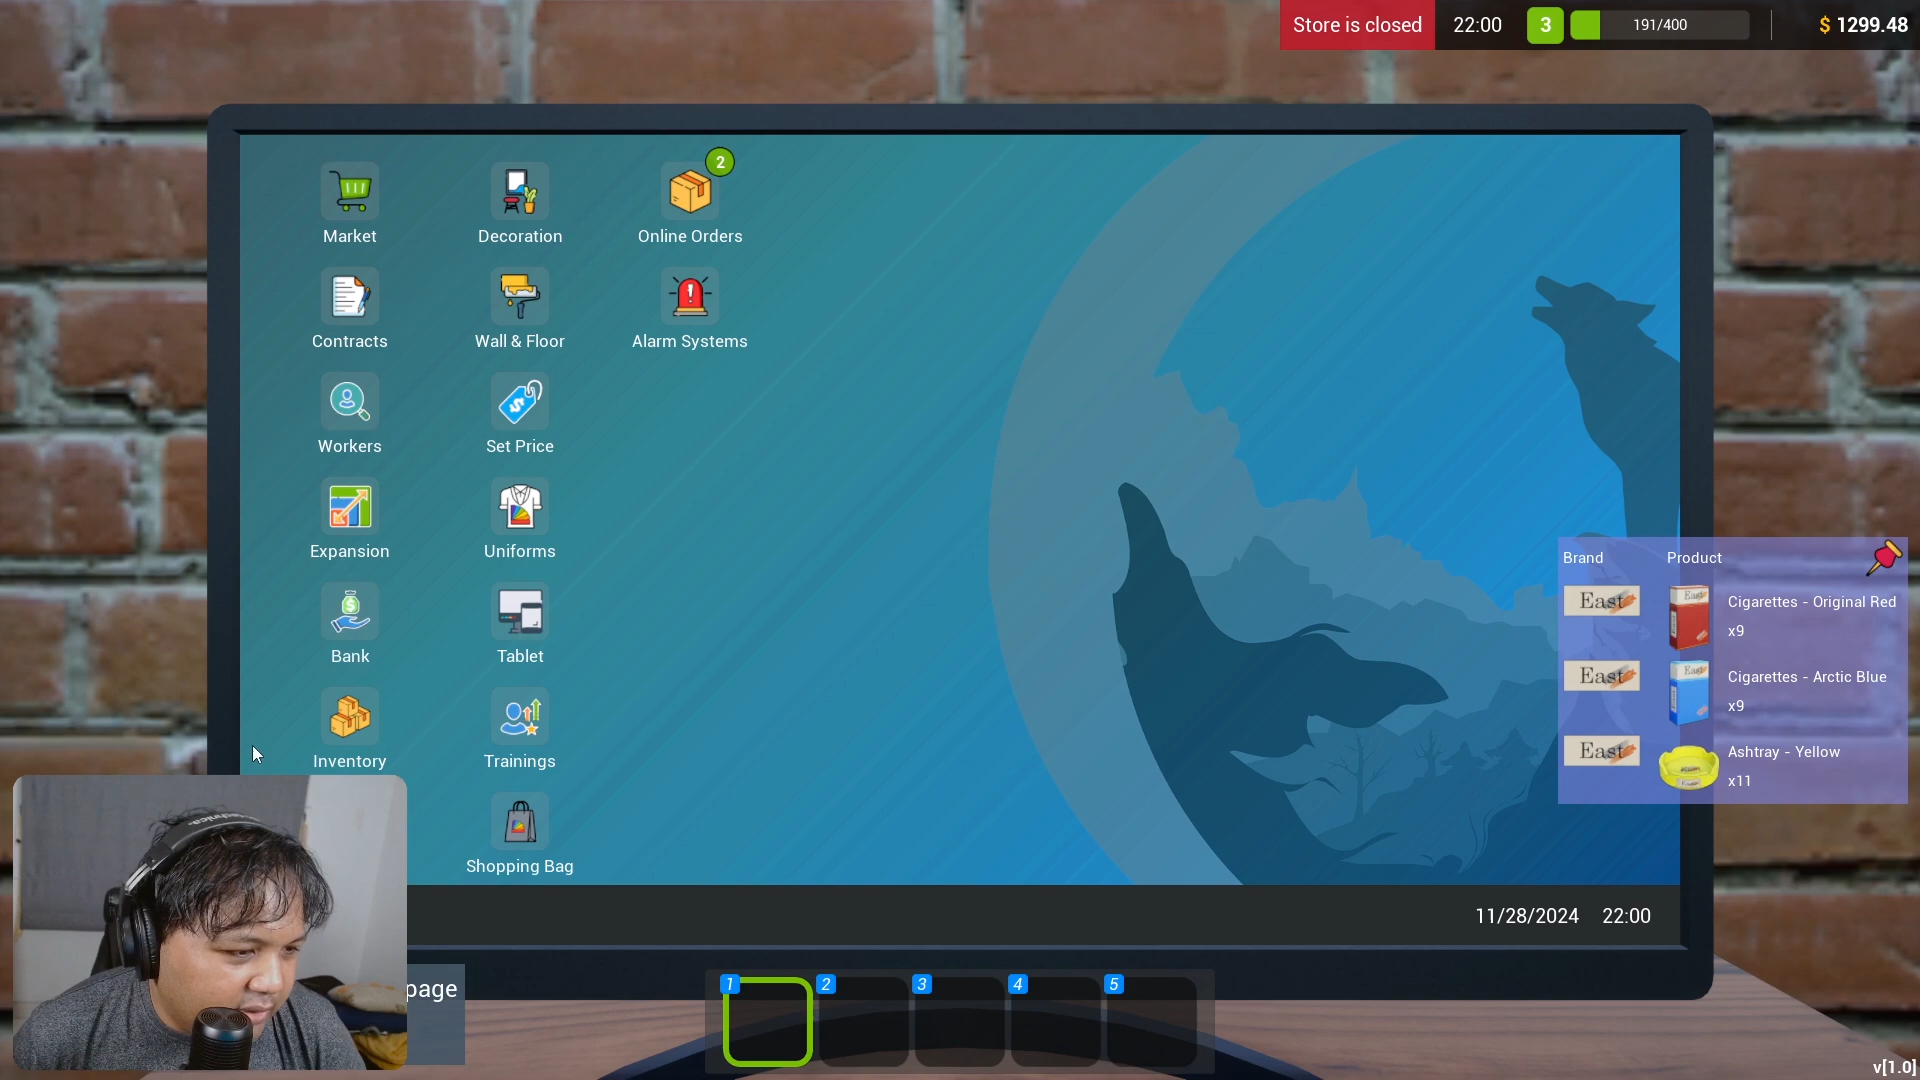 Store is closed
22:00
3
191/400
$ 1299.48
2
Market
Decoration
Online Orders
Contracts
Wall & Floor
Alarm Systems
Workers
Set Price
Expansion
Uniforms
Bank
Tablet
Inventory
Trainings
Shopping Bag
Brand
Product
East
Cigarettes - Original Red
x9
East
Cigarettes - Arctic Blue
x9
East
Ashtray - Yellow
x11
11/28/2024
22:00
page
1
2
3
4
5
v[1.0]